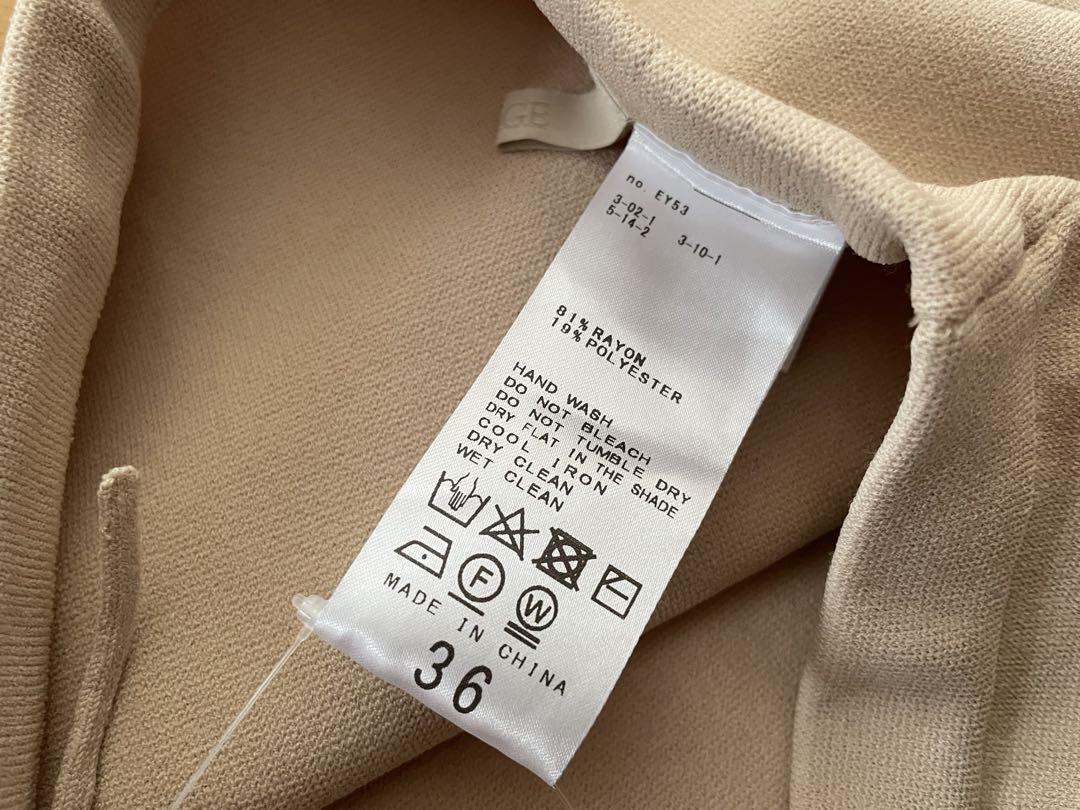 GE
no. EY53
3-02-1
5-14-2 3-10-1
81% RAYON
19% POLYESTER
HAND WASH
DO NOT BLEACH
DO NOT TUMBLE DRY
DRY FLAT IN THE SHADE
COOL IRON
DRY CLEAN
WET CLEAN
F
W
MADE IN CHINA
36